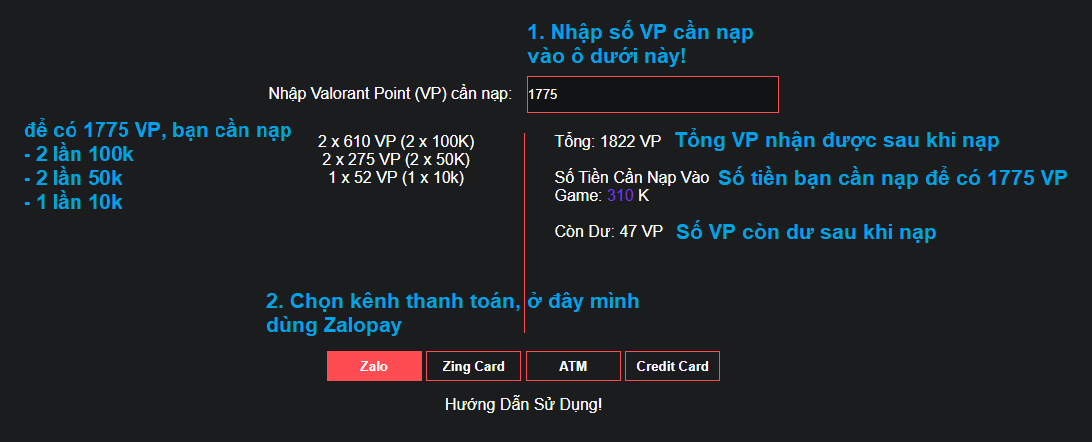 1. Nhập số VP cần nạp
vào ô dưới này!
Nhập Valorant Point (VP) cần nạp:
1775
để có 1775 VP, bạn cần nạp
- 2 lần 100k
- 2 lần 50k
- 1 lần 10k
2 x 610 VP (2 x 100K)
2 x 275 VP (2 x 50K)
1 x 52 VP (1 x 10k)
Tổng: 1822 VP
Tổng VP nhận được sau khi nạp
Số Tiền Cần Nạp Vào
Game: 310 K
Số tiền bạn cần nạp để có 1775 VP
Còn Dư: 47 VP
Số VP còn dư sau khi nạp
2. Chọn kênh thanh toán, ở đây mình
dùng Zalopay
Zalo
Zing Card
ATM
Credit Card
Hướng Dẫn Sử Dụng!